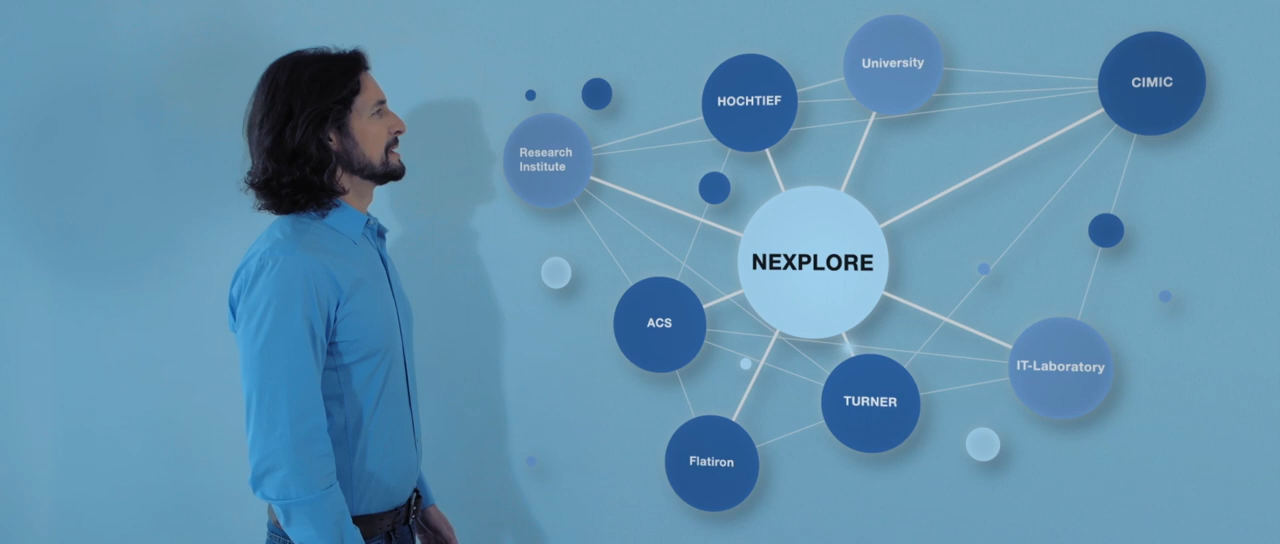 University
CIMIC
HOCHTIEF
Research
Institute
NEXPLORE
ACS
IT-Laboratory
TURNER
Flatiron